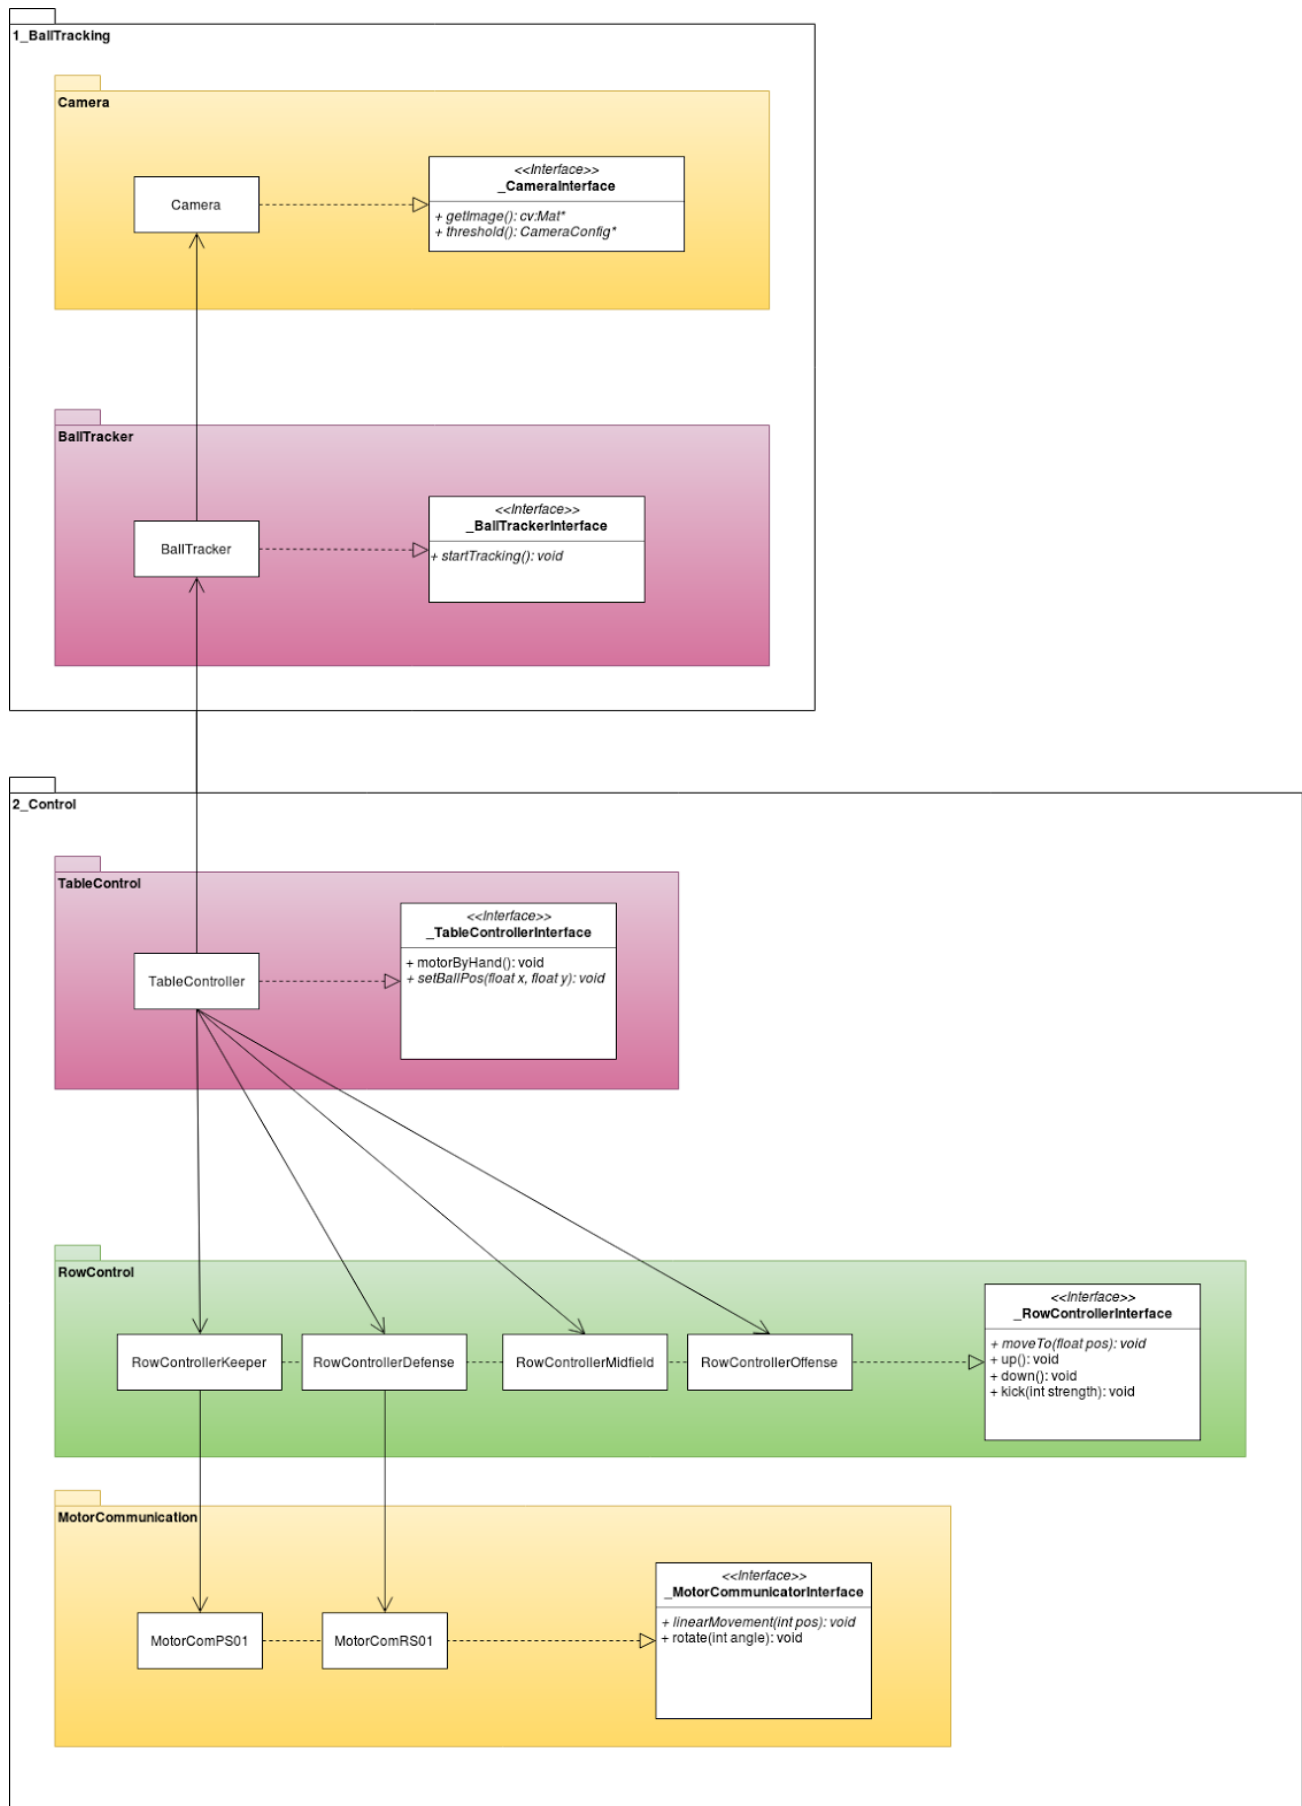 1_BallTracking
Camera
<<Interface>>
_CameraInterface
Camera
+ getImage(): cv:Mat*
+ threshold(): CameraConfig*
BallTracker
<<Interface>>
_BallTrackerInterface
BallTracker
+ startTracking(): void
2_Control
TableControl
<<Interface>>
_TableControllerInterface
+ motorByHand(): void
TableController
+ setBallPos(float x, float y): void
RowControl
<<Interface>>
_RowControllerInterface
+ moveTo(float pos): void
RowControllerKeeper RowControllerDefense RowControllerMidfield RowControllerOffense
+ up(): void
+ down(): void
+ kick(int strength): void
MotorCommunication
<<Interface>>
_MotorCommunicatorInterface
+ linearMovement(int pos): void
MotorComPS01 MotorComRS01
+ rotate(int angle): void